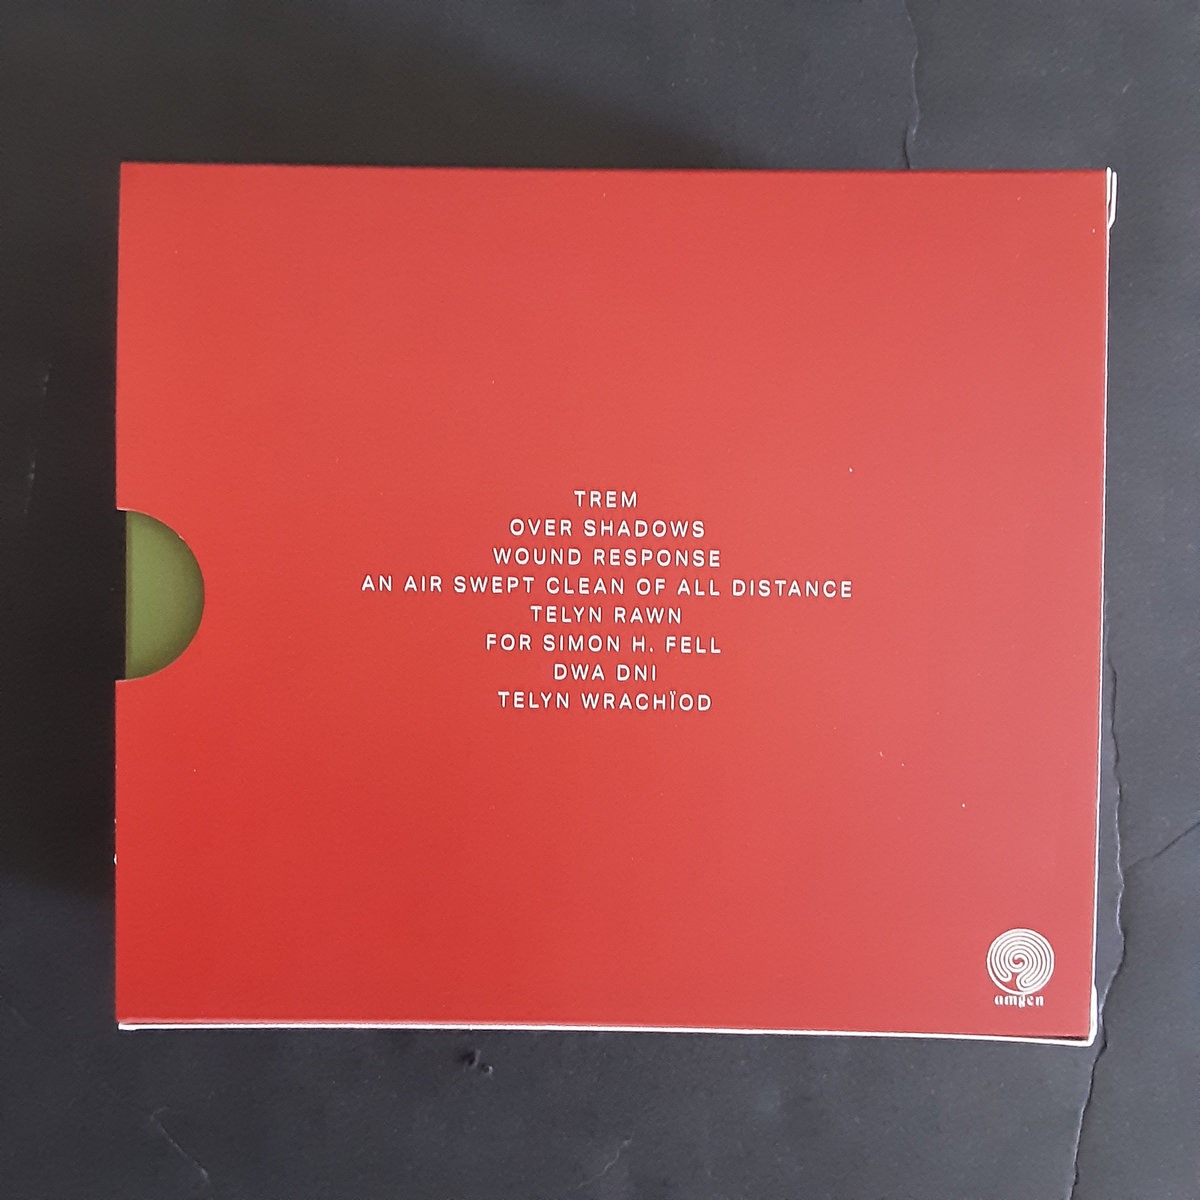 TREM
OVER SHADOWS
WOUND RESPONSE
AN AIR SWEPT CLEAN OF ALL DISTANCE
TELYN RAWN
FOR SIMON H. FELL
DWA DNI
TELYN WRACHÏOD
amgen